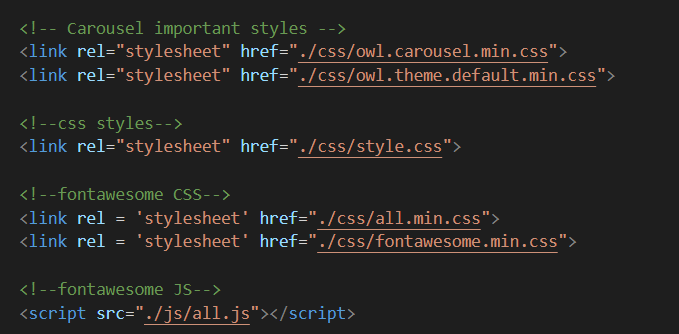 <!-- Carousel important styles -->
<link rel="stylesheet" href="./css/owl.carousel.min.css">
<link rel="stylesheet" href="./css/owl.theme.default.min.css">
<!--css styles-->
<link rel="stylesheet" href="./css/style.css">
<!--fontawesome CSS-->
<link rel = 'stylesheet' href="./css/all.min.css">
<link rel = 'stylesheet' href="./css/fontawesome.min.css">
<!--fontawesome JS-->
<script src="./js/all.js"></script>